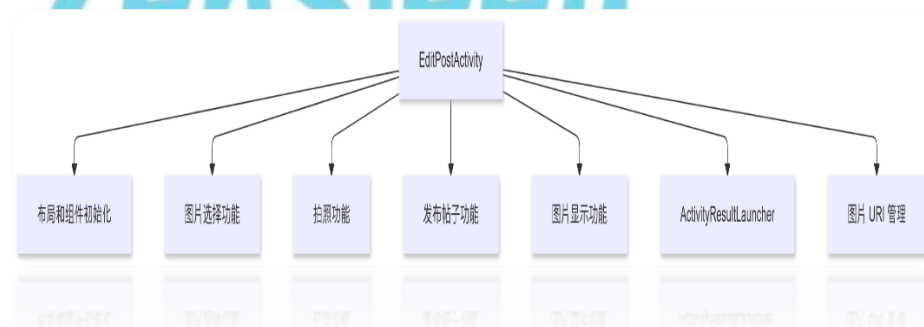 EditPostActivity
布局和组件初始化
图片选择功能
拍照功能
发布帖子功能
图片显示功能
ActivityResultLauncher
图片 URI 管理